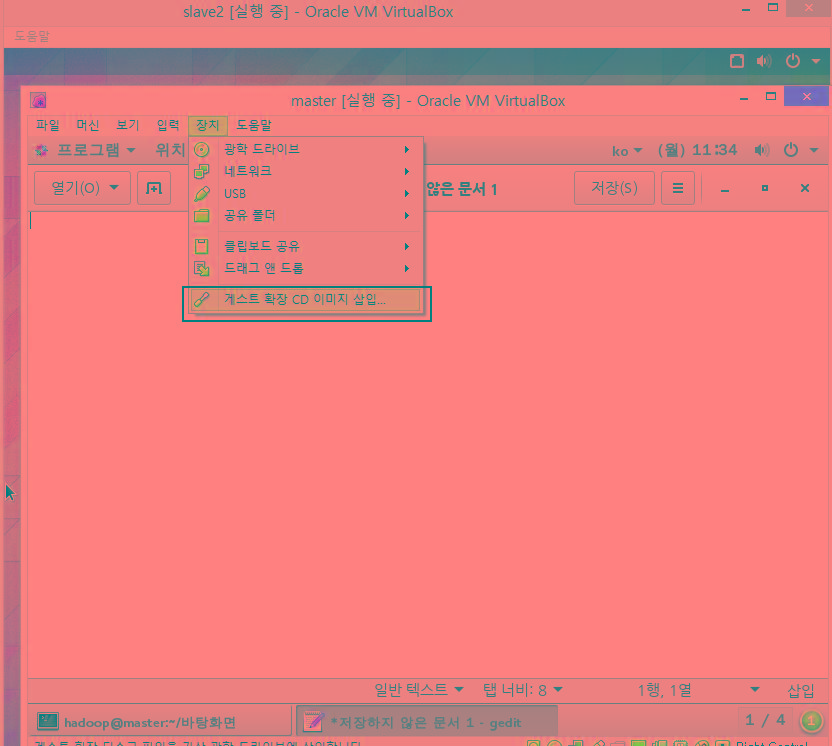 slave2 [실행 중] - Oracle VM VirtualBox
도움말
master [실행 중] - Oracle VM VirtualBox
파일 머신 보기 입력 장치 도움말
프로그램 위치 ko (월) 11:34
열기(O) 않은 문서 1 저장(S)
광학 드라이브
네트워크
USB
공유 폴더
클립보드 공유
드래그 앤 드롭
게스트 확장 CD 이미지 삽입...
일반 텍스트 탭 너비: 8 1행, 1열 삽입
hadoop@master:~/바탕화면 *저장하지 않은 문서 1 - gedit 1 / 4 1
Right Control